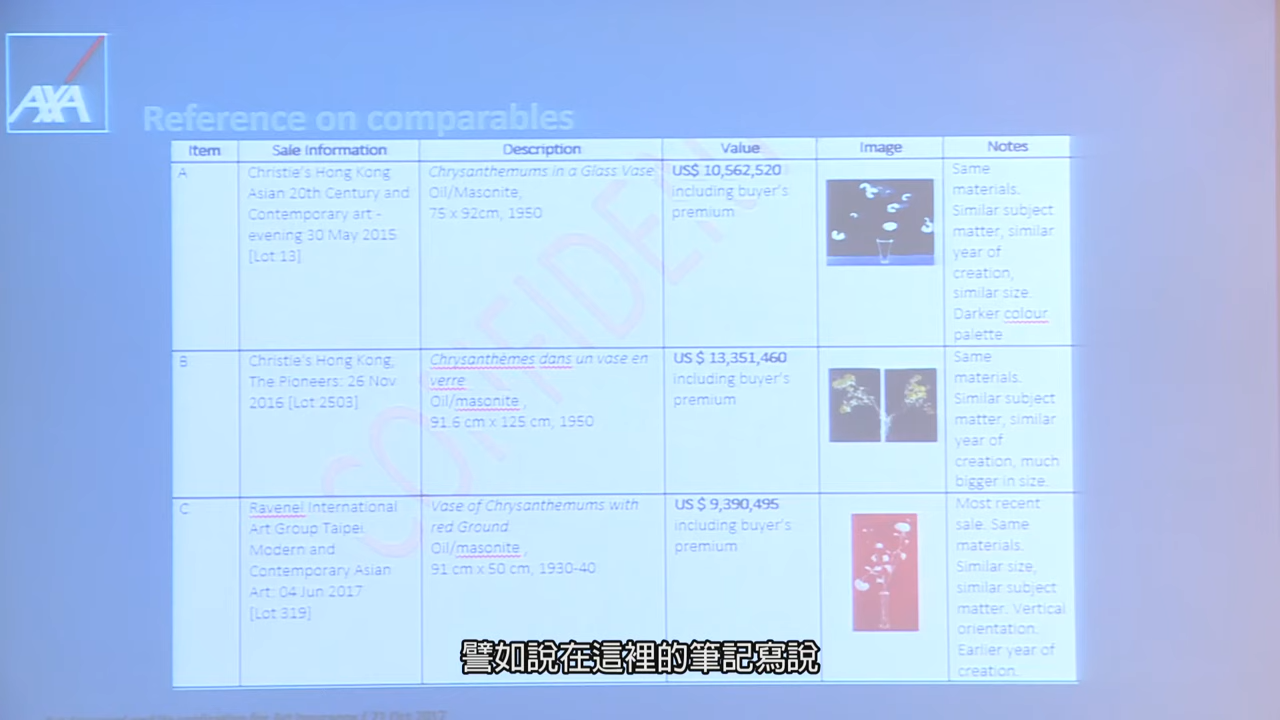 AXA
Reference on comparables
Item
Sale Information
Description
Value
Image
Notes
A
Christie's Hong Kong
Asian 20th Century and
Contemporary art -
evening 30 May 2015
[Lot 13]
Chrysanthemums in a Glass Vase
Oil/Masonite,
75 x 92cm, 1950
US$ 10,562,520
including buyer's
premium
Same
materials.
Similar subject
matter, similar
year of
creation,
similar size.
Darker colour
palette
B
Christie's Hong Kong,
The Pioneers: 26 Nov
2016 [Lot 2503]
Chrysanthèmes dans un vase en
verre
Oil/masonite ,
91.6 cm x 125 cm, 1950
US $ 13,351,460
including buyer's
premium
Same
materials.
Similar subject
matter, similar
year of
creation, much
bigger in size.
C
Ravenel International
Art Group Taipei
Modern and
Contemporary Asian
Art: 04 Jun 2017
[Lot 319]
Vase of Chrysanthemums with
red Ground
Oil/masonite ,
91 cm x 50 cm, 1930-40
US $ 9,390,495
including buyer's
premium
Most recent
sale. Same
materials.
Similar size,
similar subject
matter. Vertical
orientation.
Earlier year of
creation.
CONFIDEN
譬如說在這裡的筆記寫說
for Art Insurance / 21 Oct 2017